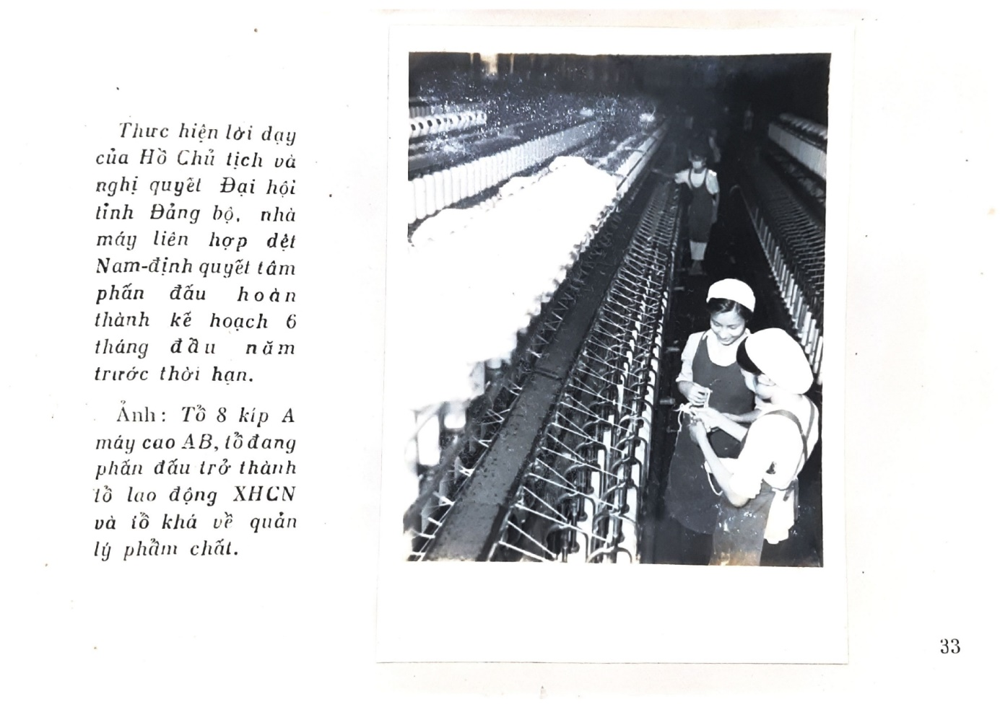 Thực hiện lời dạy
của Hồ Chủ tịch và
nghị quyết Đại hội
tỉnh Đảng bộ, nhà
máy liên hợp dệt
Nam-định quyết tâm
phấn đấu hoàn
thành kế hoạch 6
tháng đầu năm
trước thời hạn.
Ảnh: Tổ 8 kíp A
máy cao AB, tổ đang
phấn đấu trở thành
tổ lao động XHCN
và tổ khá về quản
lý phẩm chất.
33